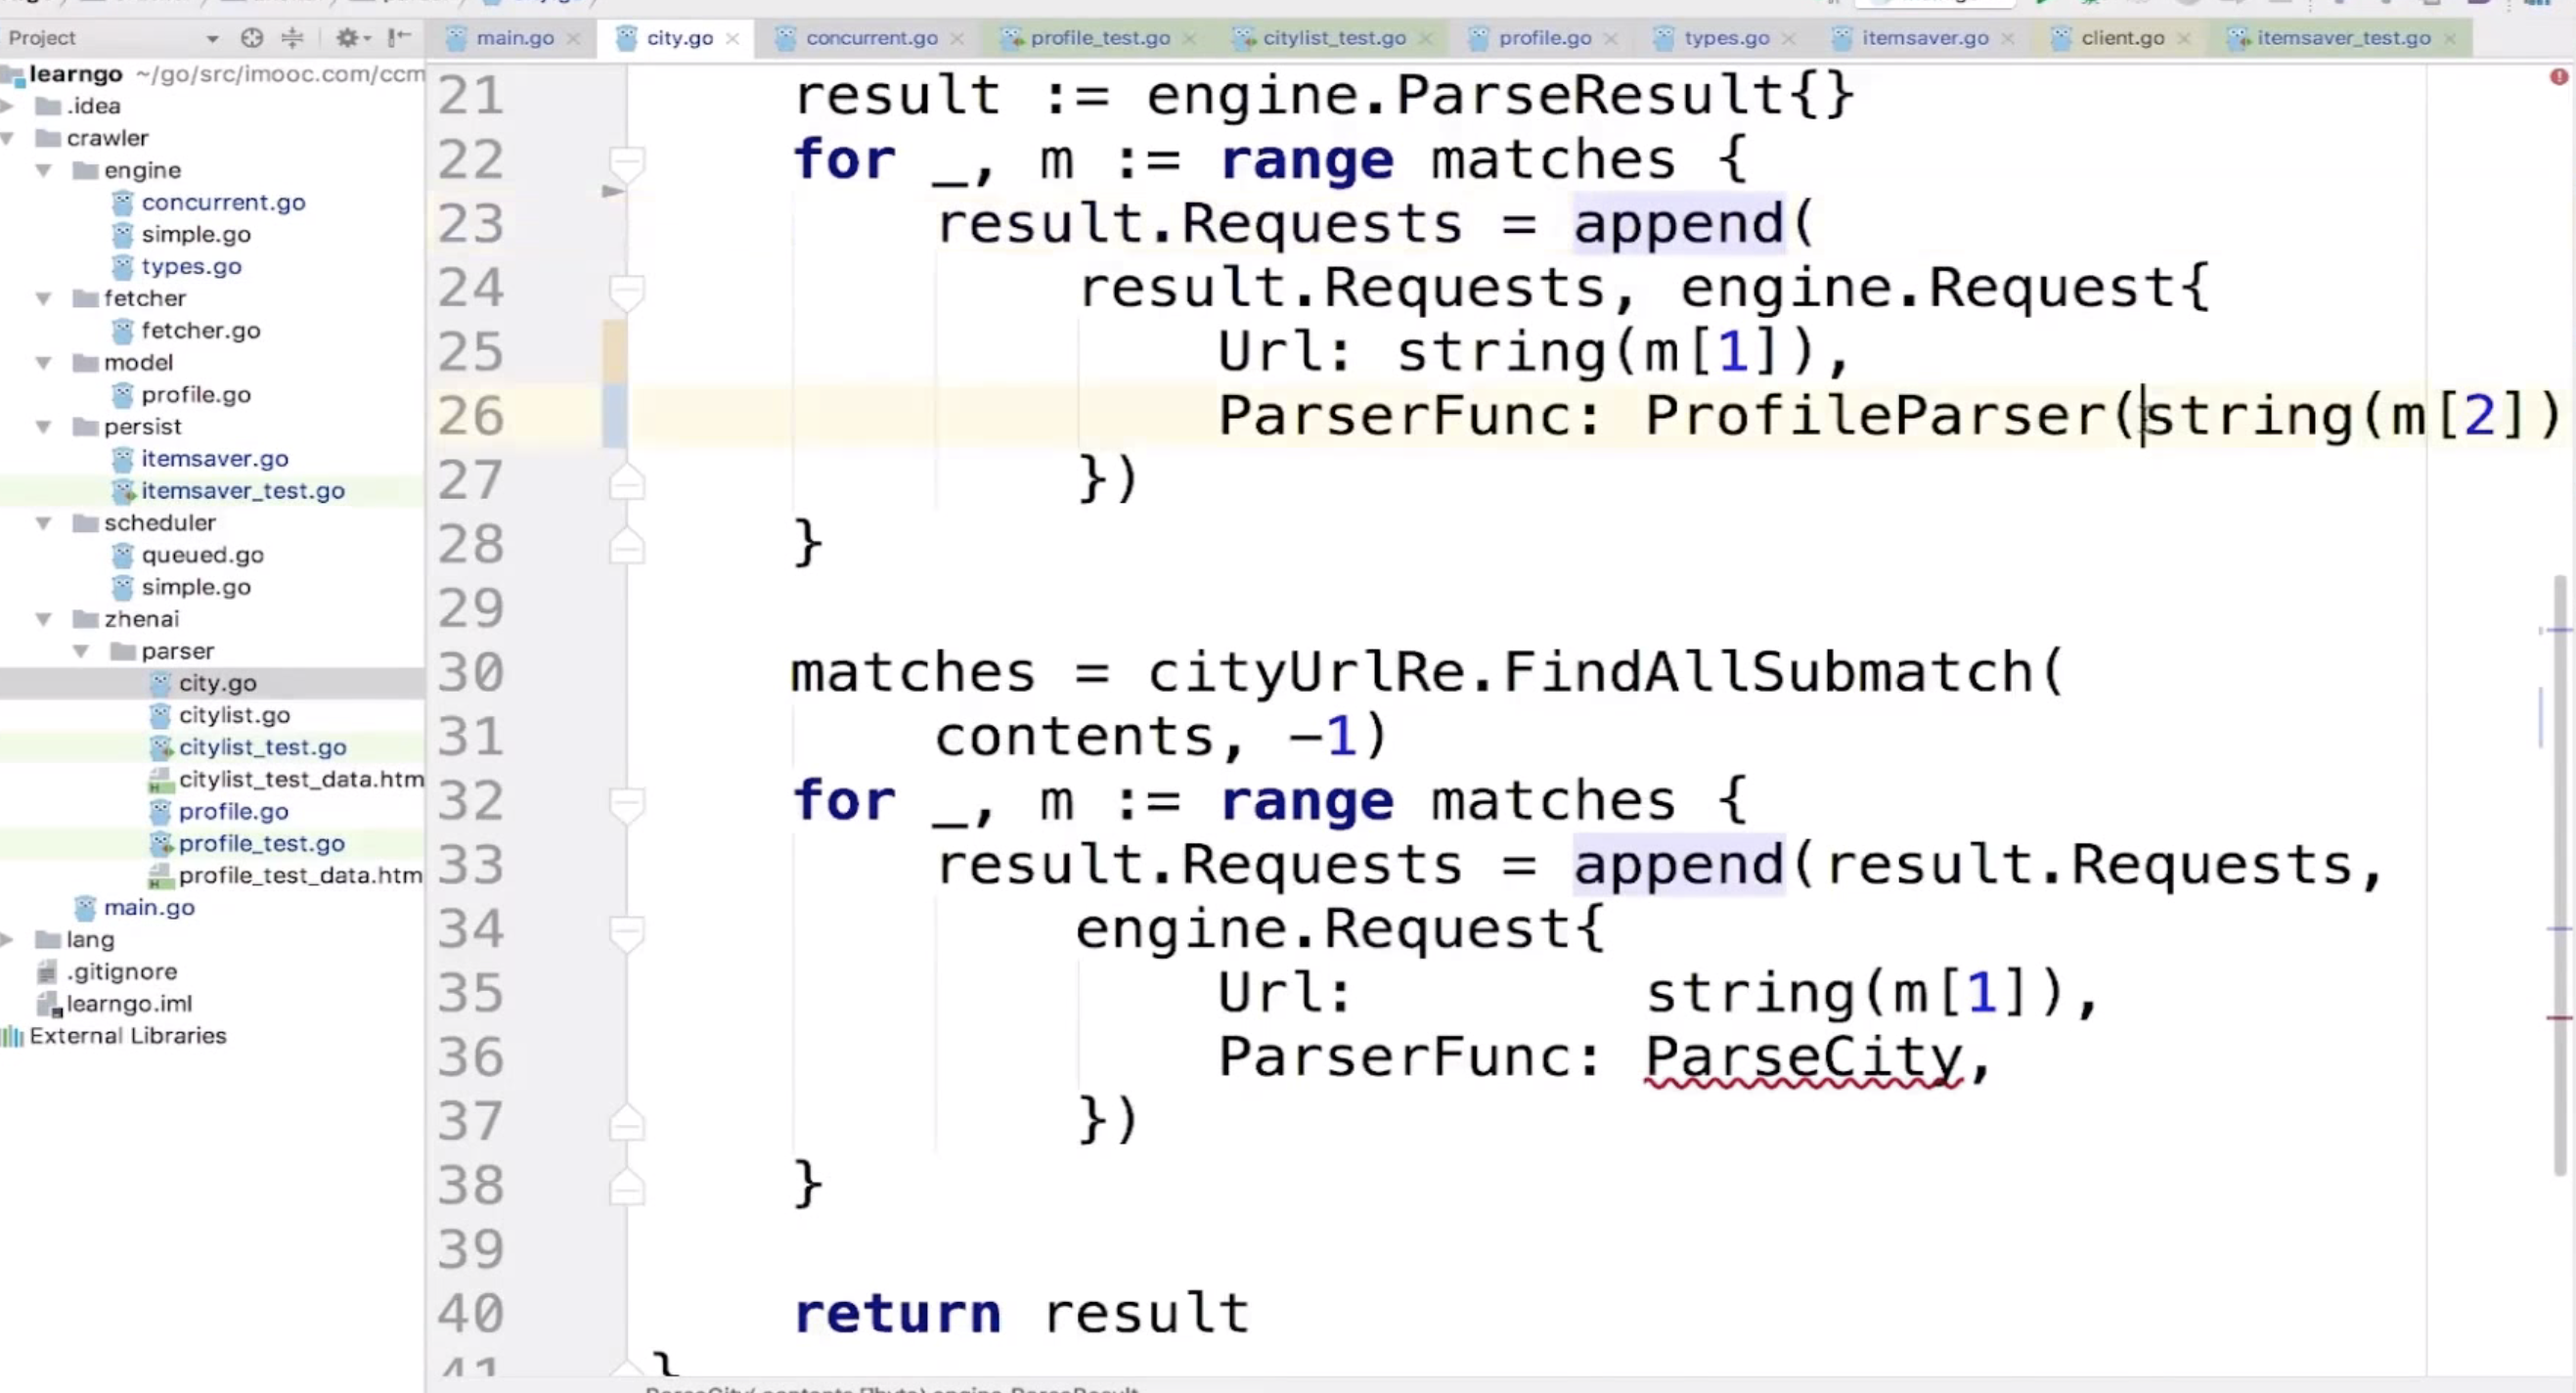 Project
main.go
city.go
concurrent.go
profile_test.go
citylist_test.go
profile.go
types.go
itemsaver.go
client.go
itemsaver_test.go
learngo ~/go/src/imooc.com/ccm
.idea
crawler
engine
concurrent.go
simple.go
types.go
fetcher
fetcher.go
model
profile.go
persist
itemsaver.go
itemsaver_test.go
scheduler
queued.go
simple.go
zhenai
parser
city.go
citylist.go
citylist_test.go
citylist_test_data.htm
profile.go
profile_test.go
profile_test_data.htm
main.go
lang
.gitignore
learngo.iml
External Libraries
21 result := engine.ParseResult{}
22 for _, m := range matches {
23 result.Requests = append(
24 result.Requests, engine.Request{
25 Url: string(m[1]),
26 ParserFunc: ProfileParser(string(m[2])
27 })
28 }
29
30 matches = cityUrlRe.FindAllSubmatch(
31 contents, -1)
32 for _, m := range matches {
33 result.Requests = append(result.Requests,
34 engine.Request{
35 Url: string(m[1]),
36 ParserFunc: ParseCity,
37 })
38 }
39
40 return result
41 }